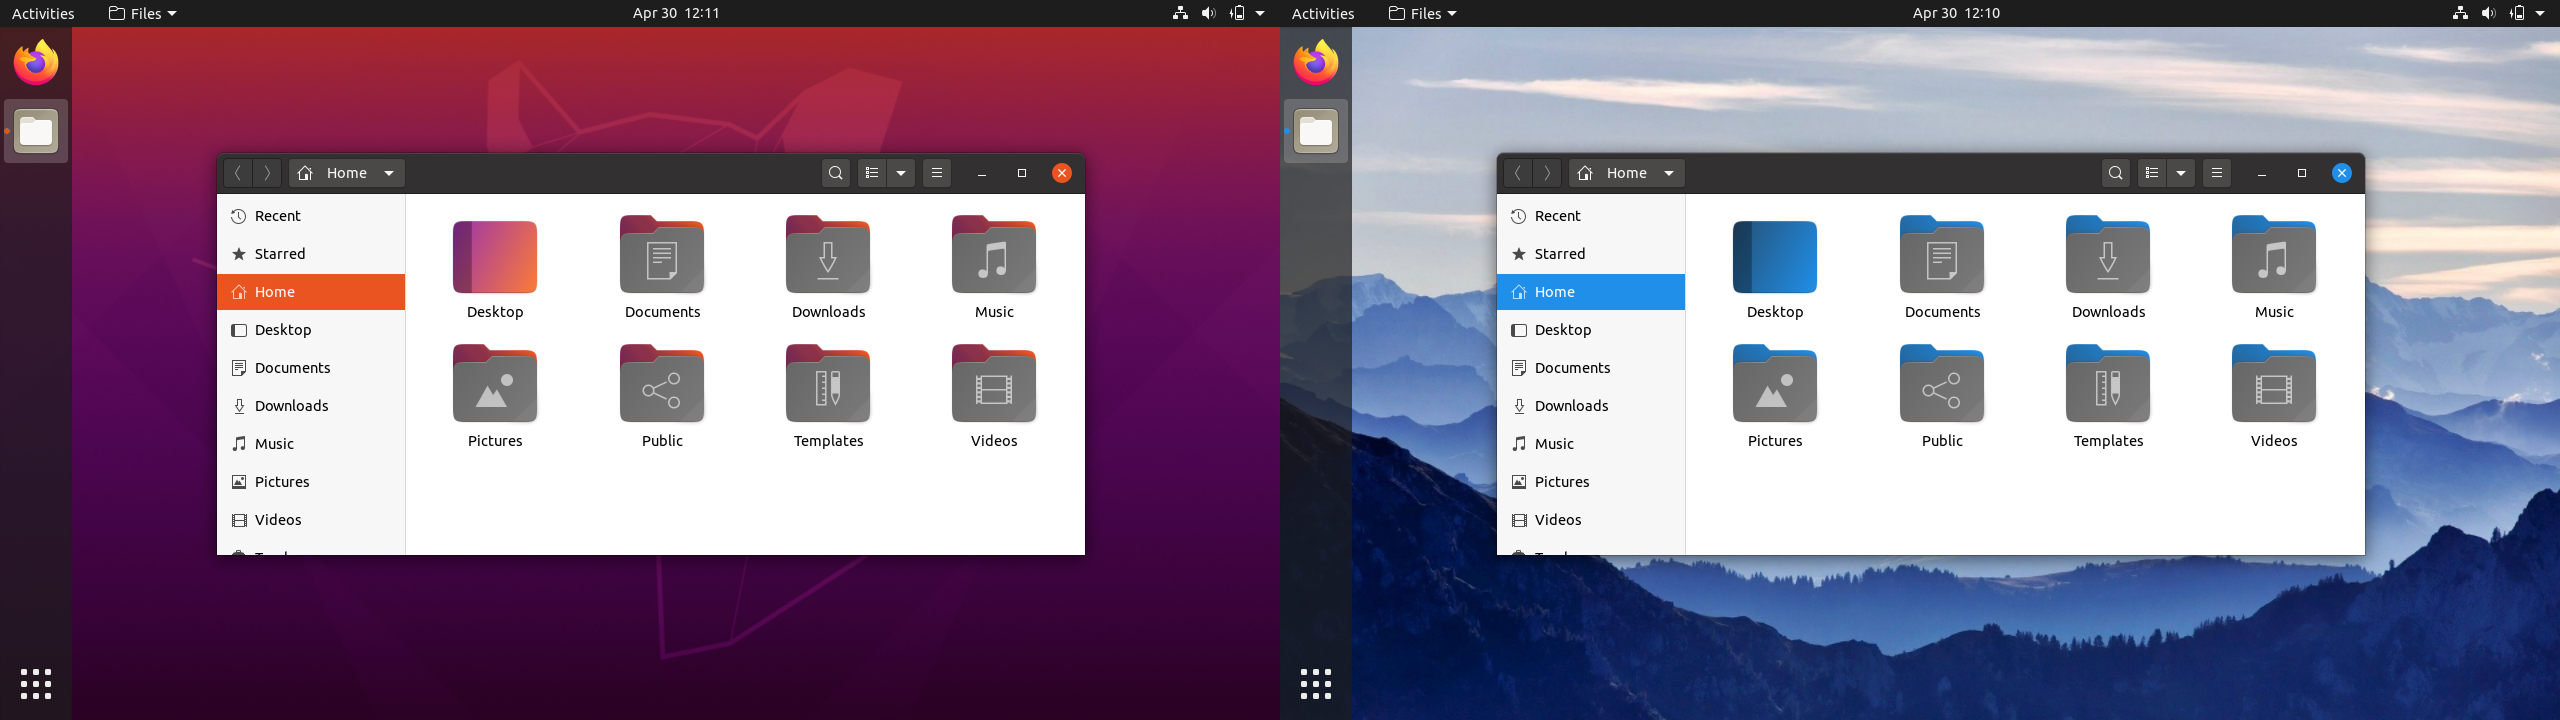 Activities Files Apr 30 12:11
Home
Recent
Starred
Home
Desktop
Documents
Downloads
Music
Pictures
Videos
Desktop Documents Downloads Music
Pictures Public Templates Videos
Activities Files Apr 30 12:10
Home
Recent
Starred
Home
Desktop
Documents
Downloads
Music
Pictures
Videos
Desktop Documents Downloads Music
Pictures Public Templates Videos